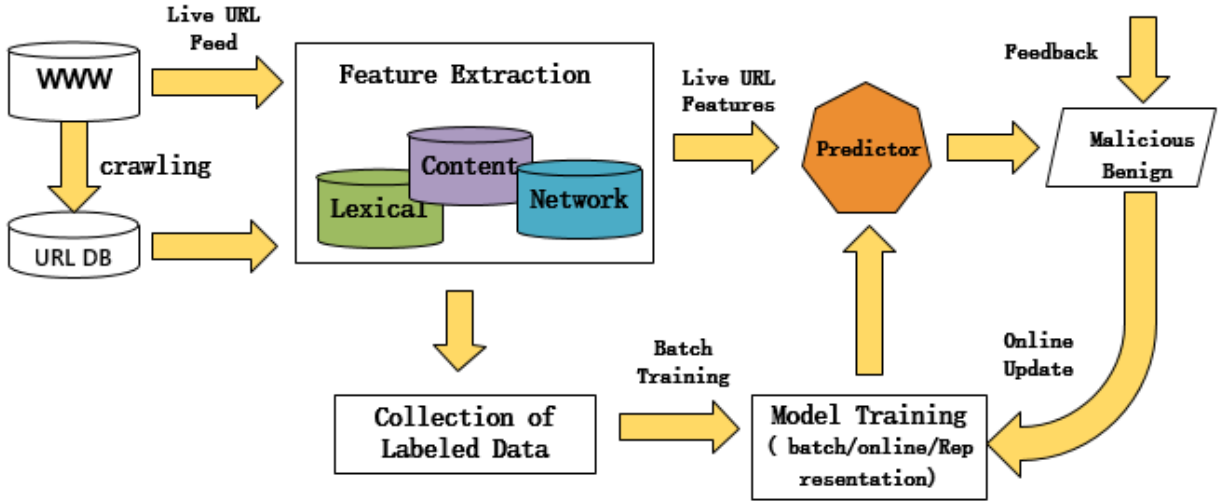 Live URL
Feed
WWW
crawling
URL DB
Feature Extraction
Content
Lexical
Network
Live URL
Features
Predictor
Feedback
Malicious
Benign
Batch
Training
Online
Update
Collection of
Labeled Data
Model Training
( batch/online/Rep
resentation)